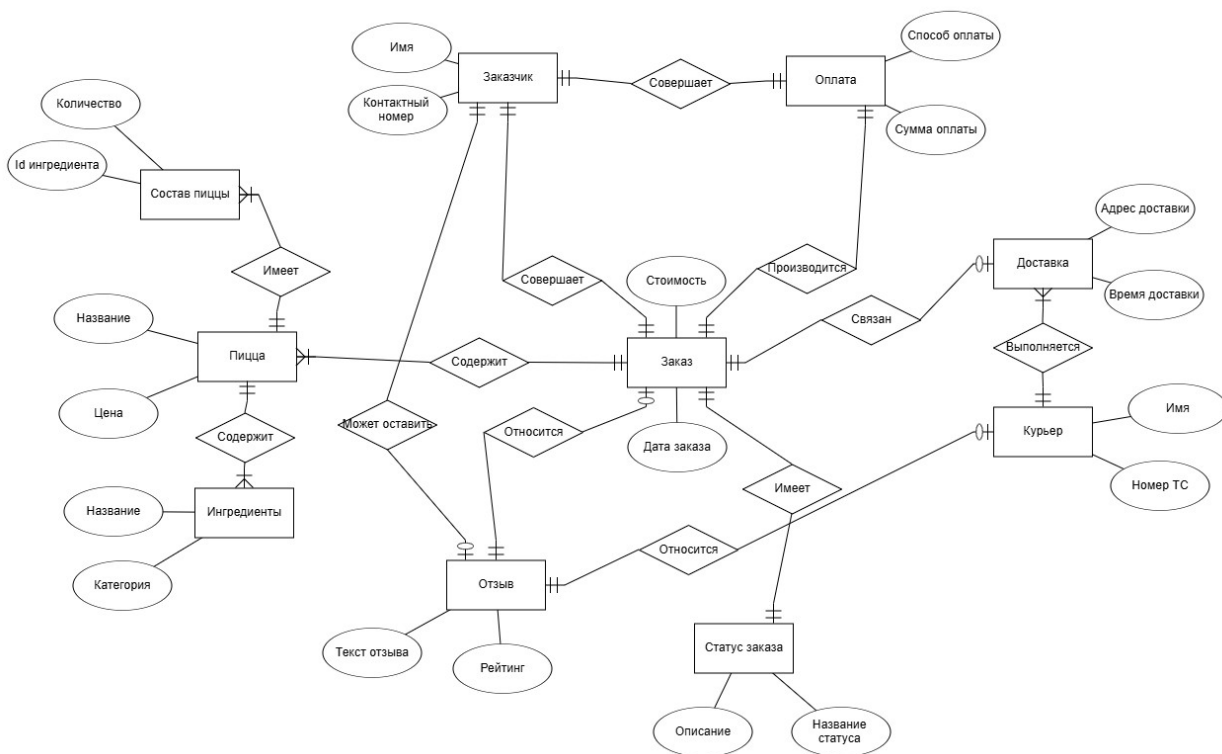 Способ оплаты
Имя
Заказчик
Совершает
Оплата
Количество
Контактный
номер
Сумма оплаты
Id ингредиента
Состав пиццы
Адрес доставки
Имеет
Совершает
Стоимость
Производится
Доставка
Время доставки
Название
Связан
Пицца
Содержит
Заказ
Выполняется
Имя
Цена
Содержит
Может оставить
Относится
Дата заказа
Курьер
Название
Ингредиенты
Имеет
Номер ТС
Относится
Категория
Отзыв
Текст отзыва
Рейтинг
Статус заказа
Описание
Название
статуса